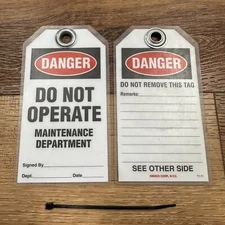 DANGER
DO NOT
OPERATE
MAINTENANCE
DEPARTMENT
Signed By
Dept. Date
DANGER
DO NOT REMOVE THIS TAG
Remarks:
SEE OTHER SIDE